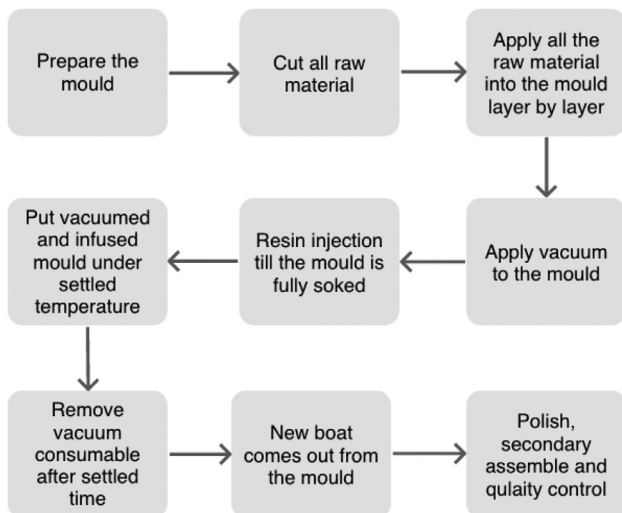 Prepare the
mould
Cut all raw
material
Apply all the
raw material
into the mould
layer by layer
Apply vacuum
to the mould
Resin injection
till the mould is
fully soked
Put vacuumed
and infused
mould under
settled
temperature
Remove
vacuum
consumable
after settled
time
New boat
comes out from
the mould
Polish,
secondary
assemble and
qulaity control